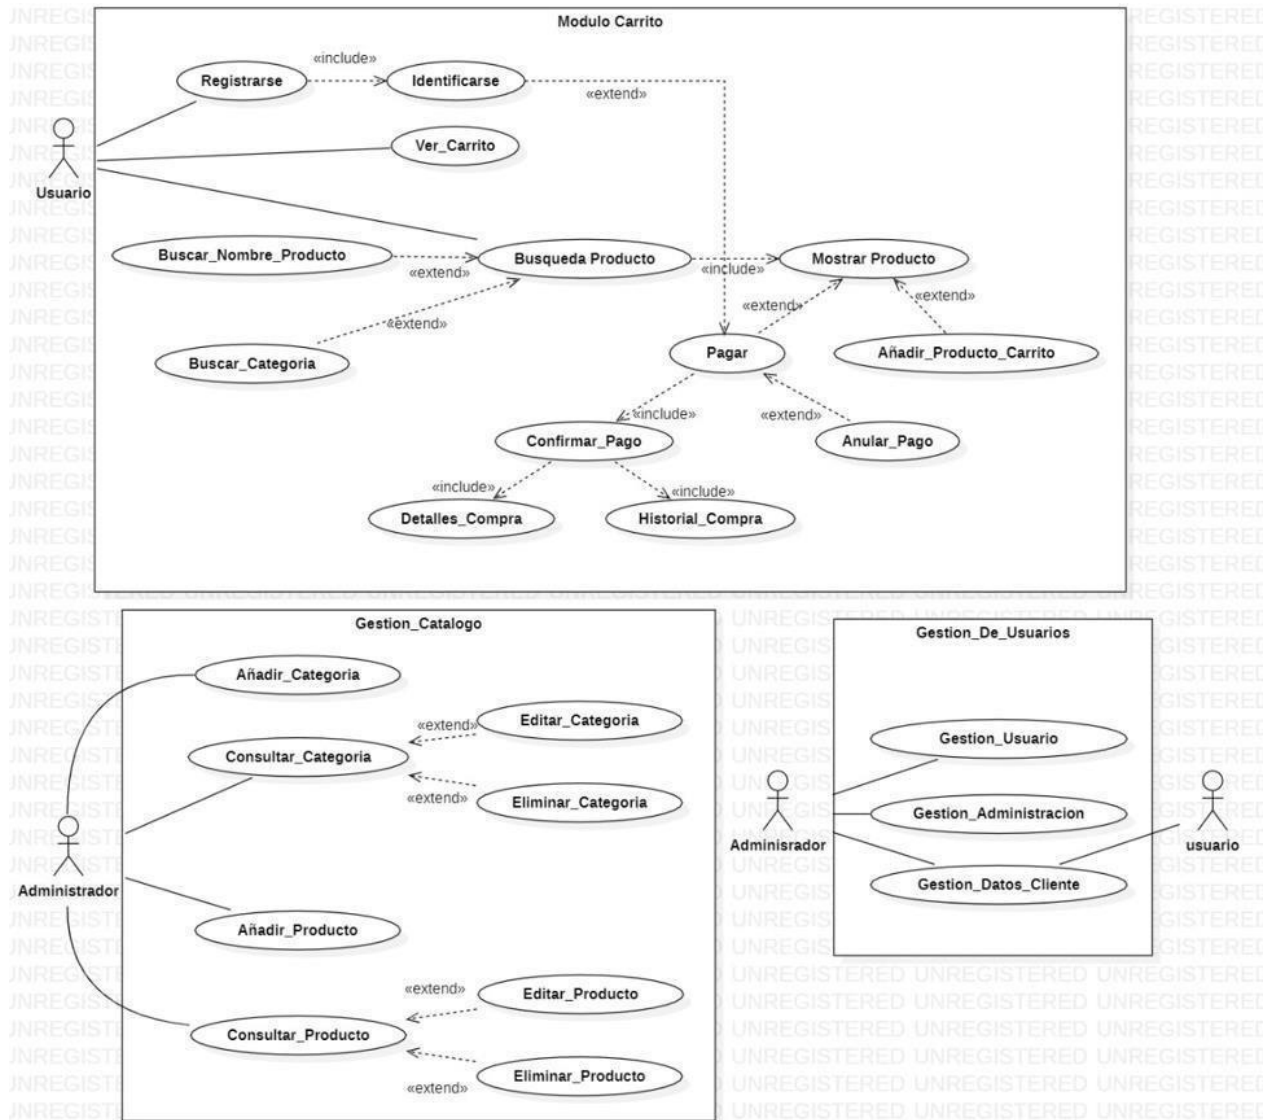 Modulo Carrito
Registrarse
«include»
Identificarse
«extend»
Ver_Carrito
Usuario
Buscar_Nombre_Producto
«extend»
Busqueda Producto
«include»
Mostrar Producto
Buscar_Categoria
«extend»
«extend»
«extend»
Pagar
Añadir_Producto_Carrito
«include»
«extend»
Confirmar_Pago
Anular_Pago
«include»
«include»
Detalles_Compra
Historial_Compra
Gestion_Catalogo
Añadir_Categoria
Consultar_Categoria
«extend»
Editar_Categoria
«extend»
Eliminar_Categoria
Administrador
Añadir_Producto
Consultar_Producto
«extend»
Editar_Producto
«extend»
Eliminar_Producto
Gestion_De_Usuarios
Gestion_Usuario
Gestion_Administracion
Gestion_Datos_Cliente
Adminisrador
usuario
UNREGISTERED